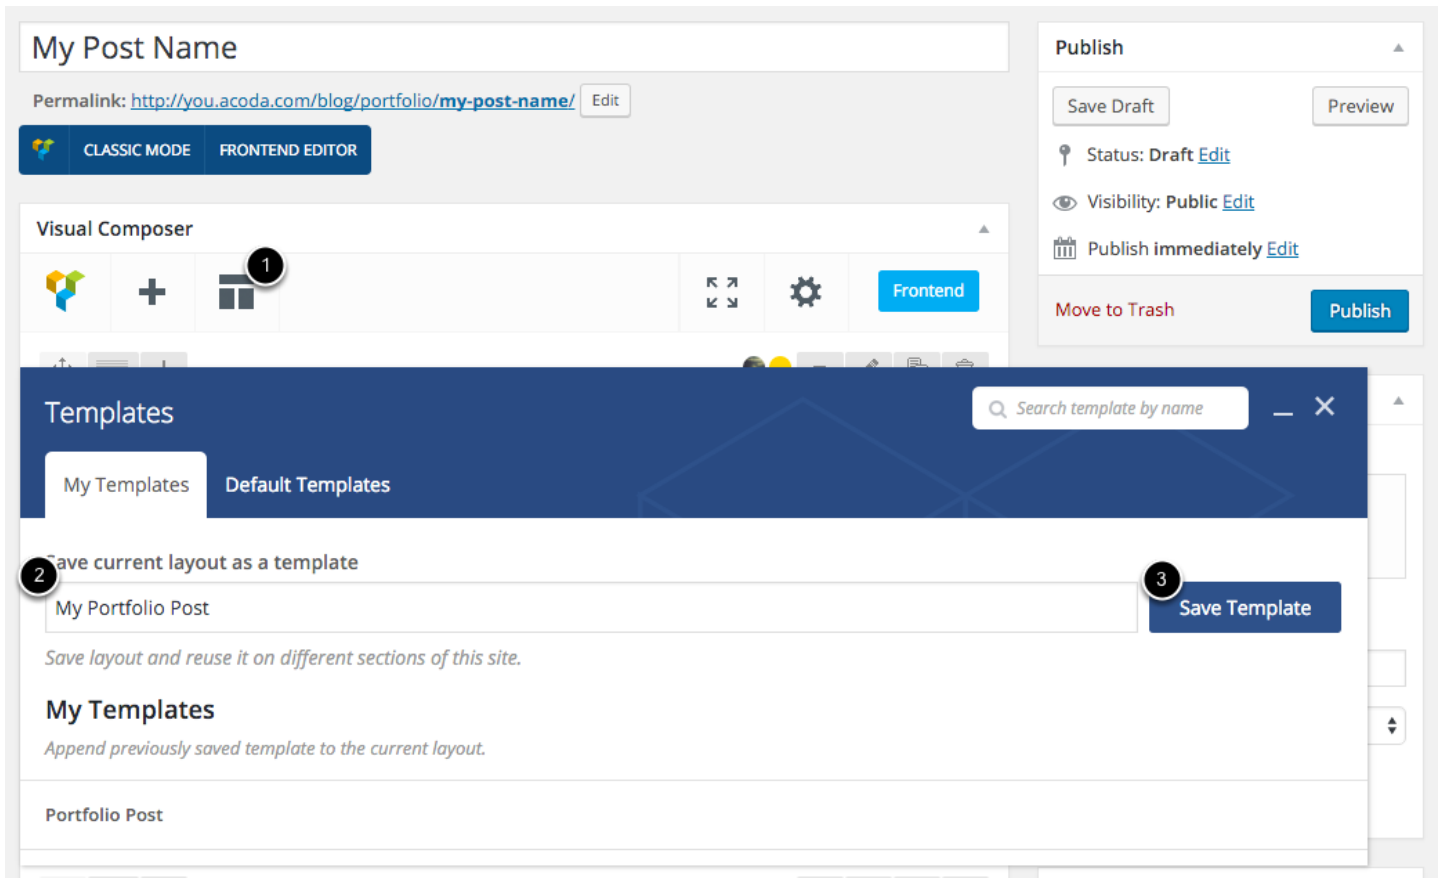 My Post Name
Permalink: http://you.acoda.com/blog/portfolio/my-post-name/ Edit
CLASSIC MODE FRONTEND EDITOR
Visual Composer
1
Frontend
Publish
Save Draft Preview
Status: Draft Edit
Visibility: Public Edit
Publish immediately Edit
Move to Trash Publish
Templates
Search template by name
My Templates Default Templates
Save current layout as a template
2
My Portfolio Post
3
Save Template
Save layout and reuse it on different sections of this site.
My Templates
Append previously saved template to the current layout.
Portfolio Post